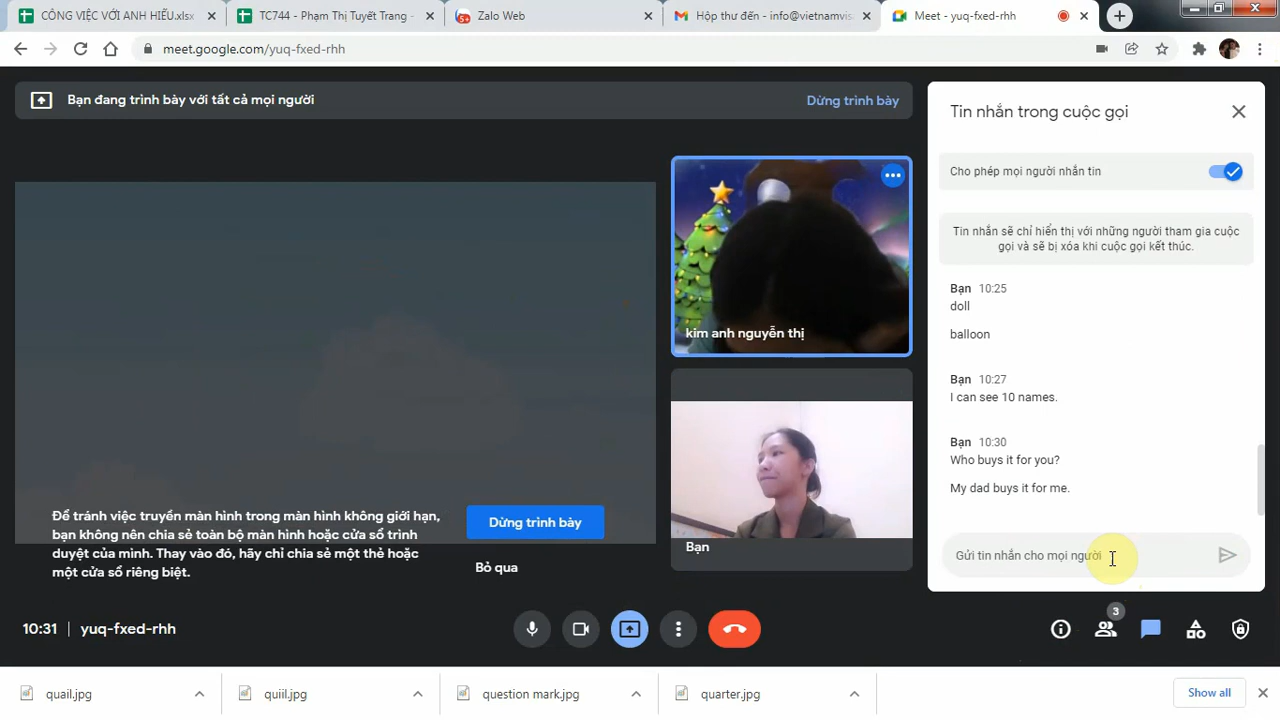 CÔNG VIỆC VỚI ANH HIẾU.xlsx
TC744 - Phạm Thị Tuyết Trang -
Zalo Web
Hộp thư đến - info@vietnamvis
Meet - yuq-fxed-rhh
meet.google.com/yuq-fxed-rhh
Bạn đang trình bày với tất cả mọi người
Dừng trình bày
Tin nhắn trong cuộc gọi
Cho phép mọi người nhắn tin
Tin nhắn sẽ chỉ hiển thị với những người tham gia cuộc
gọi và sẽ bị xóa khi cuộc gọi kết thúc.
Bạn 10:25
doll
balloon
Bạn 10:27
I can see 10 names.
Bạn 10:30
Who buys it for you?
My dad buys it for me.
Gửi tin nhắn cho mọi người
kim anh nguyễn thị
Bạn
Để tránh việc truyền màn hình trong màn hình không giới hạn,
bạn không nên chia sẻ toàn bộ màn hình hoặc cửa sổ trình
duyệt của mình. Thay vào đó, hãy chỉ chia sẻ một thẻ hoặc
một cửa sổ riêng biệt.
Dừng trình bày
Bỏ qua
10:31 | yuq-fxed-rhh
3
quail.jpg
quiil.jpg
question mark.jpg
quarter.jpg
Show all